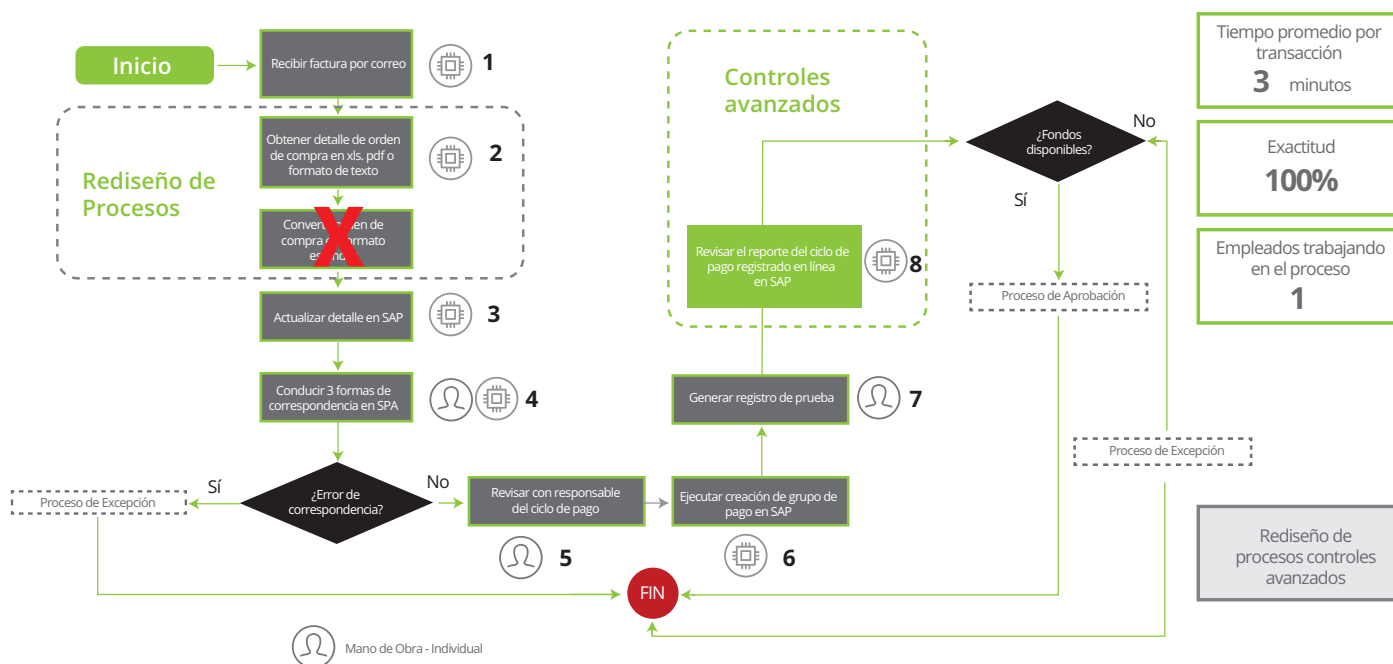 Inicio
Recibir factura por correo
1
Rediseño de
Procesos
Obtener detalle de orden
de compra en xls. pdf o
formato de texto
2
compra
3
Actualizar detalle en SAP
Conducir 3 formas de
correspondencia en SPA
4
¿Error de
correspondencia?
Sí
No
Proceso de Excepción
Revisar con responsable
del ciclo de pago
5
Ejecutar creación de grupo de
pago en SAP
6
Generar registro de prueba
7
Controles
avanzados
Revisar el reporte del ciclo de
pago registrado en línea
en SAP
8
¿Fondos
disponibles?
No
Sí
Proceso de Aprobación
Proceso de Excepción
FIN
Mano de Obra - Individual
Tiempo promedio por
transacción
3 minutos
Exactitud
100%
Empleados trabajando
en el proceso
1
Rediseño de
procesos controles
avanzados